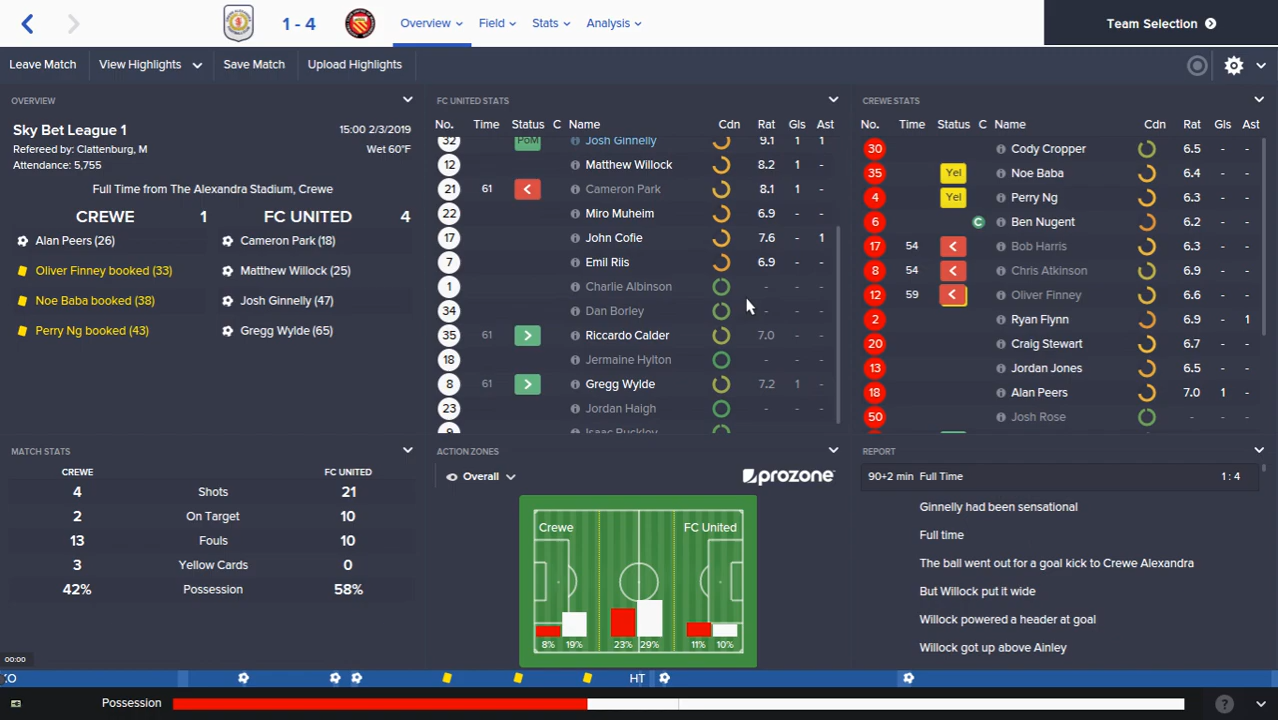 1 - 4
Overview
Field
Stats
Analysis
Team Selection
Leave Match
View Highlights
Save Match
Upload Highlights
OVERVIEW
Sky Bet League 1
15:00 2/3/2019
Refereed by: Clattenburg, M
Wet 60°F
Attendance: 5,755
Full Time from The Alexandra Stadium, Crewe
CREWE 1 FC UNITED 4
Alan Peers (26)
Cameron Park (18)
Oliver Finney booked (33)
Matthew Willock (25)
Noe Baba booked (38)
Josh Ginnelly (47)
Perry Ng booked (43)
Gregg Wylde (65)
FC UNITED STATS
No. Time Status C Name Cdn Rat Gls Ast
32 PoM Josh Ginnelly 9.1 1 1
12 Matthew Willock 8.2 1 -
21 61 < Cameron Park 8.1 1 -
22 Miro Muheim 6.9 - -
17 John Cofie 7.6 - 1
7 Emil Riis 6.9 - -
1 Charlie Albinson - - -
34 Dan Borley - - -
35 61 > Riccardo Calder 7.0 - -
18 Jermaine Hylton - - -
8 61 > Gregg Wylde 7.2 1 -
23 Jordan Haigh - - -
9 Isaac Buckley - - -
CREWE STATS
No. Time Status C Name Cdn Rat Gls Ast
30 Cody Cropper 6.5 - -
35 Yel Noe Baba 6.4 - -
4 Yel Perry Ng 6.3 - -
6 C Ben Nugent 6.2 - -
17 54 < Bob Harris 6.3 - -
8 54 < Chris Atkinson 6.9 - -
12 59 < Oliver Finney 6.6 - -
2 Ryan Flynn 6.9 - 1
20 Craig Stewart 6.7 - -
13 Jordan Jones 6.5 - -
18 Alan Peers 7.0 1 -
50 Josh Rose - - -
MATCH STATS
CREWE FC UNITED
4 Shots 21
2 On Target 10
13 Fouls 10
3 Yellow Cards 0
42% Possession 58%
ACTION ZONES
Overall
prozone
Crewe FC United
8% 19% 23% 29% 11% 10%
REPORT
90+2 min Full Time 1 : 4
Ginnelly had been sensational
Full time
The ball went out for a goal kick to Crewe Alexandra
But Willock put it wide
Willock powered a header at goal
Willock got up above Ainley
00:00
KO
HT
Possession
?